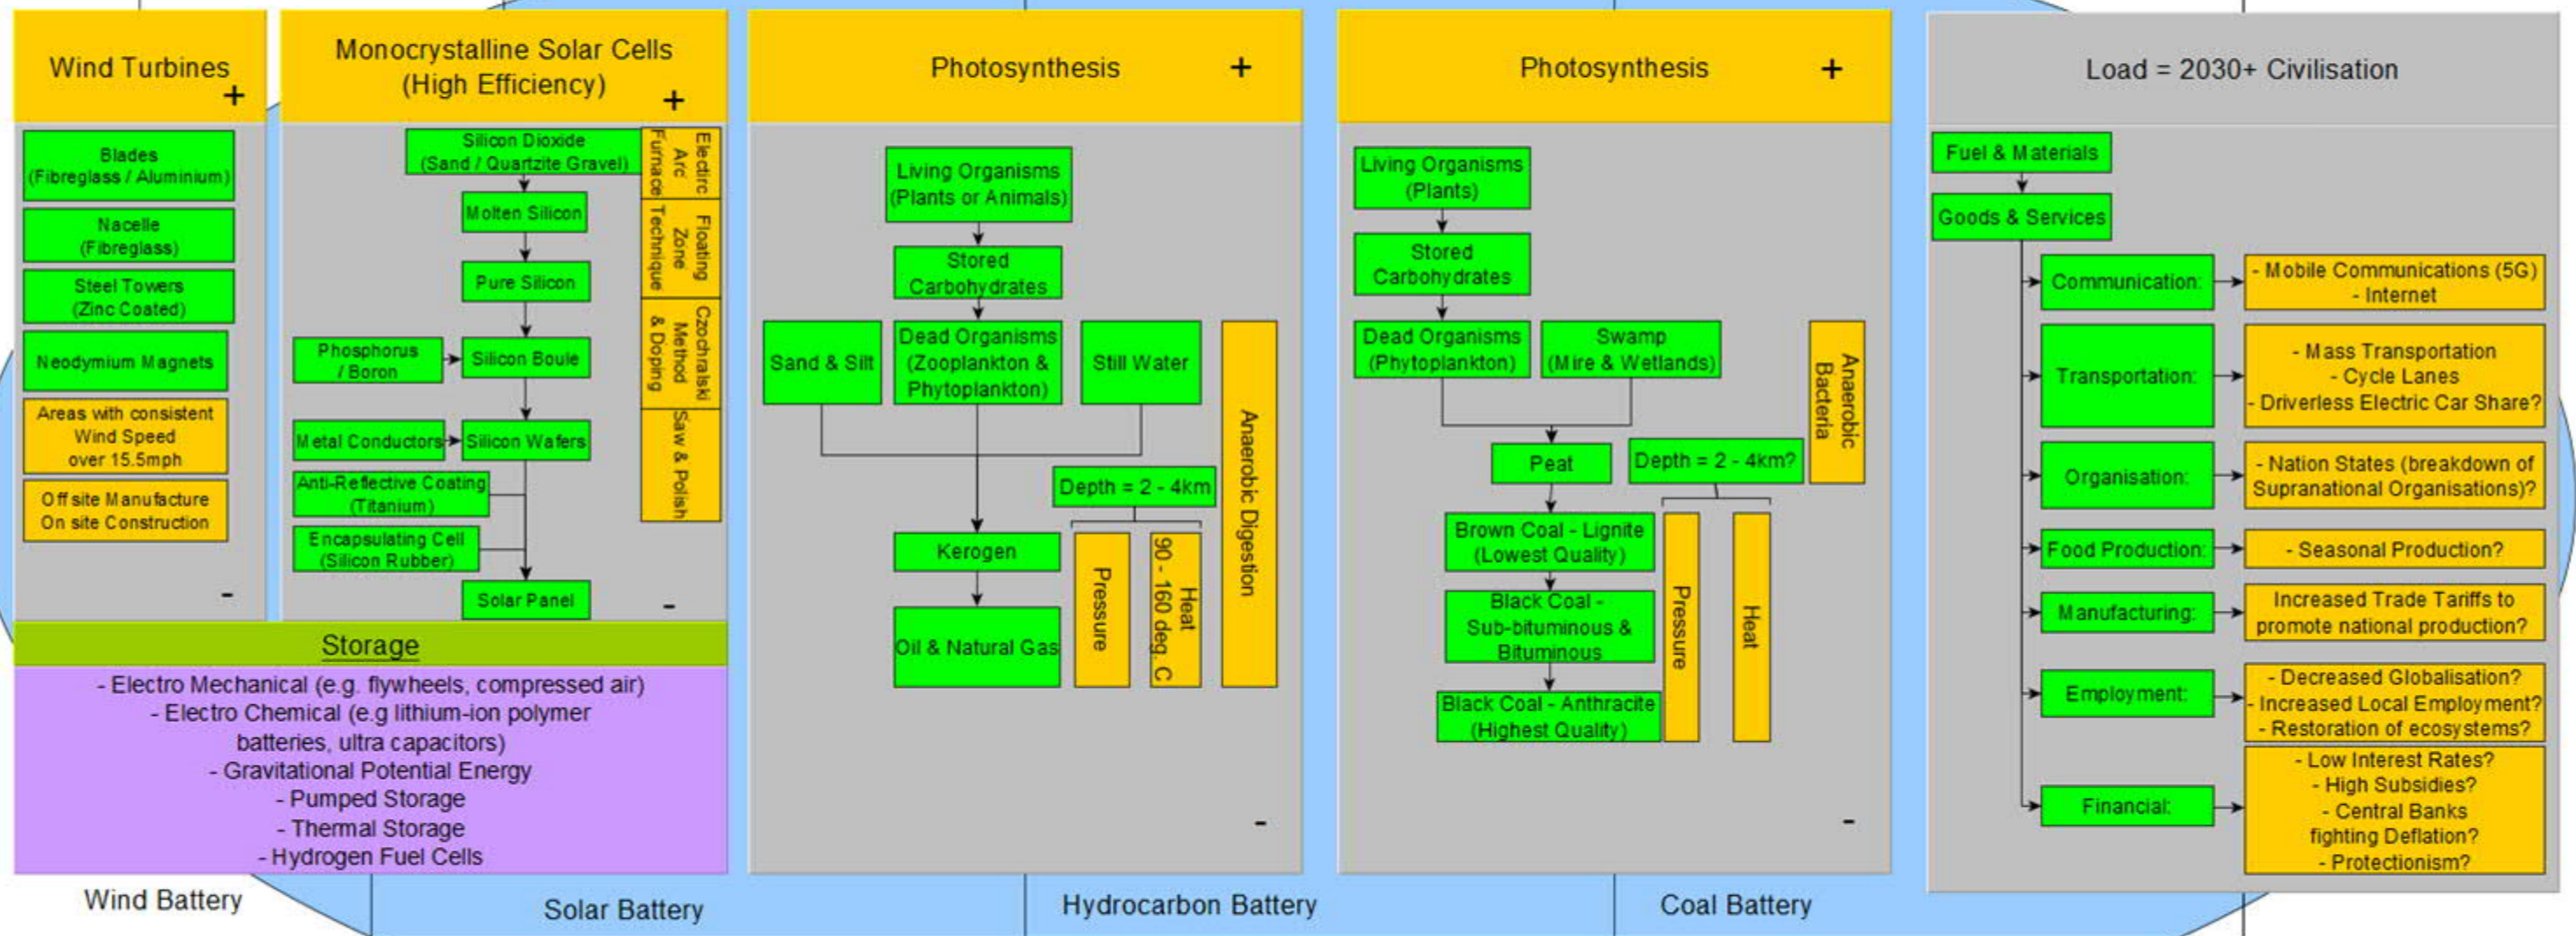 Wind Turbines
+
Blades
(Fibreglass / Aluminium)
Nacelle
(Fibreglass)
Steel Towers
(Zinc Coated)
Neodymium Magnets
Areas with consistent
Wind Speed
over 15.5mph
Off site Manufacture
On site Construction
-
Monocrystalline Solar Cells
(High Efficiency)
+
Silicon Dioxide
(Sand / Quartzite Gravel)
Molten Silicon
Pure Silicon
Phosphorus
/ Boron
Silicon Boule
Metal Conductors
Silicon Wafers
Anti-Reflective Coating
(Titanium)
Encapsulating Cell
(Silicon Rubber)
Solar Panel
Electirc
Arc
Furnace
Floating
Zone
Technique
Czochralski
Method
& Doping
Saw & Polish
-
Storage
- Electro Mechanical (e.g. flywheels, compressed air)
- Electro Chemical (e.g lithium-ion polymer
batteries, ultra capacitors)
- Gravitational Potential Energy
- Pumped Storage
- Thermal Storage
- Hydrogen Fuel Cells
Wind Battery
Solar Battery
Photosynthesis
+
Living Organisms
(Plants or Animals)
Stored
Carbohydrates
Sand & Silt
Dead Organisms
(Zooplankton &
Phytoplankton)
Still Water
Depth = 2 - 4km
Kerogen
Oil & Natural Gas
Pressure
Heat
90 - 160 deg. C
Anaerobic Digestion
-
Hydrocarbon Battery
Photosynthesis
+
Living Organisms
(Plants)
Stored
Carbohydrates
Dead Organisms
(Phytoplankton)
Swamp
(Mire & Wetlands)
Anaerobic
Bacteria
Peat
Depth = 2 - 4km?
Brown Coal - Lignite
(Lowest Quality)
Black Coal -
Sub-bituminous &
Bituminous
Black Coal - Anthracite
(Highest Quality)
Pressure
Heat
-
Coal Battery
Load = 2030+ Civilisation
Fuel & Materials
Goods & Services
Communication:
- Mobile Communications (5G)
- Internet
Transportation:
- Mass Transportation
- Cycle Lanes
- Driverless Electric Car Share?
Organisation:
- Nation States (breakdown of
Supranational Organisations)?
Food Production:
- Seasonal Production?
Manufacturing:
Increased Trade Tariffs to
promote national production?
Employment:
- Decreased Globalisation?
- Increased Local Employment?
- Restoration of ecosystems?
Financial:
- Low Interest Rates?
- High Subsidies?
- Central Banks
fighting Deflation?
- Protectionism?